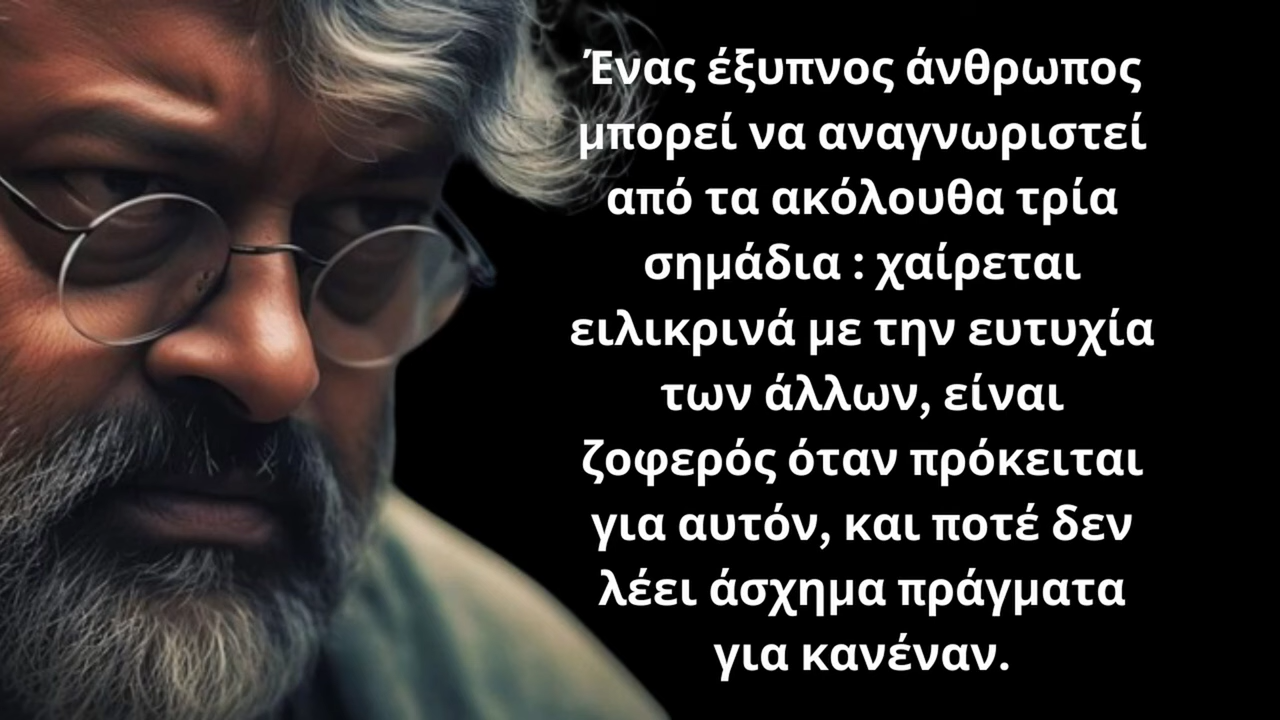 Ένας έξυπνος άνθρωπος
μπορεί να αναγνωριστεί
από τα ακόλουθα τρία
σημάδια : χαίρεται
ειλικρινά με την ευτυχία
των άλλων, είναι
ζοφερός όταν πρόκειται
για αυτόν, και ποτέ δεν
λέει άσχημα πράγματα
για κανέναν.